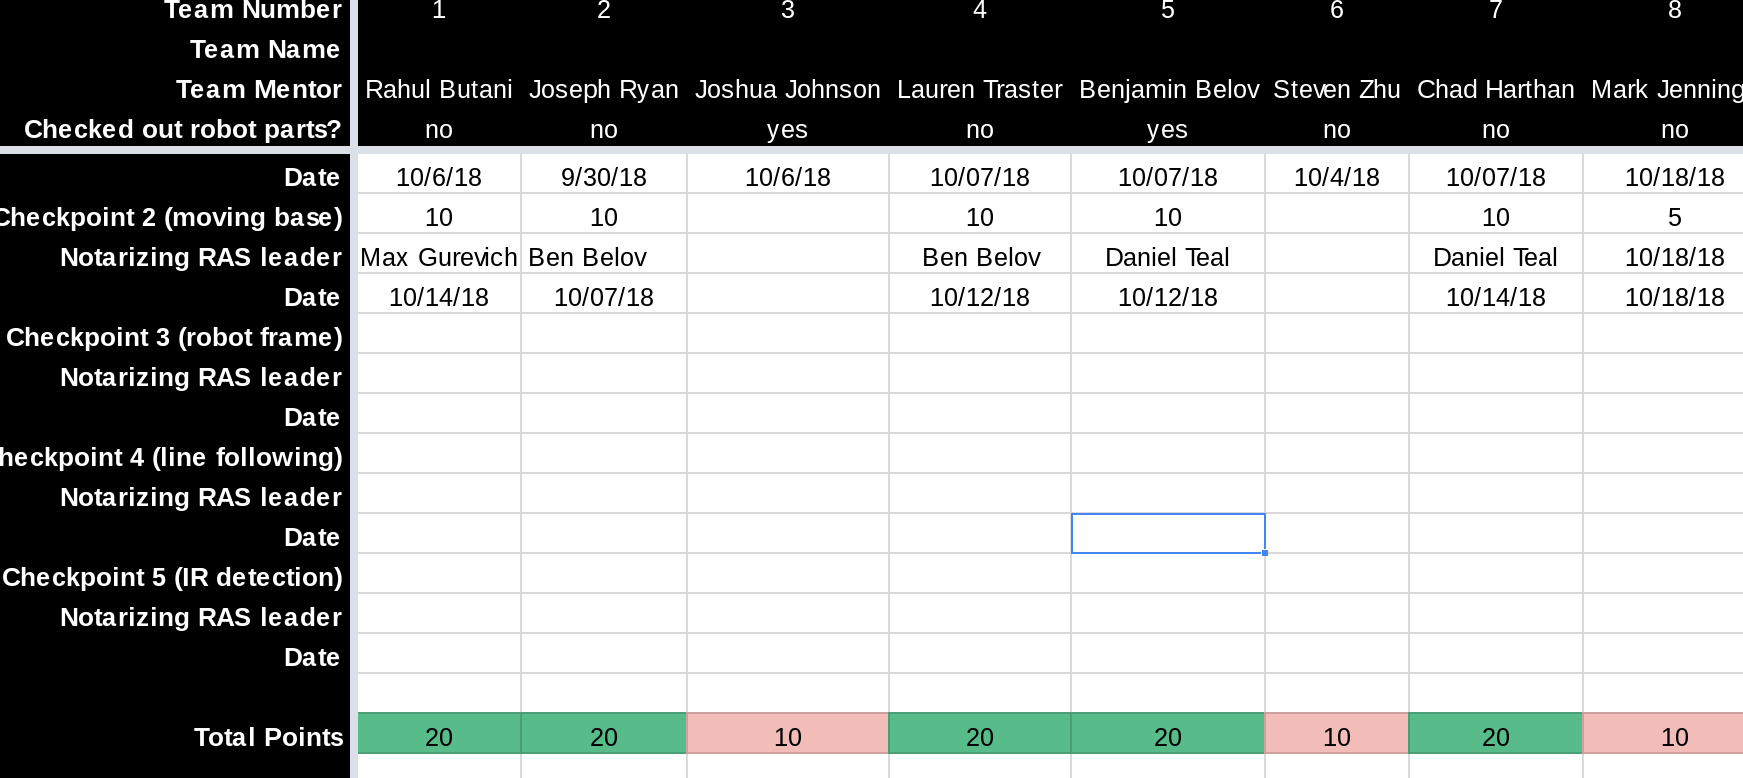 Team Number 1 2 3 4 5 6 7 8
Team Name
Team Mentor Rahul Butani Joseph Ryan Joshua Johnson Lauren Traster Benjamin Belov Steven Zhu Chad Harthan Mark Jenning
Checked out robot parts? no no yes no yes no no no
Date 10/6/18 9/30/18 10/6/18 10/07/18 10/07/18 10/4/18 10/07/18 10/18/18
Checkpoint 2 (moving base) 10 10 10 10 10 5
Notarizing RAS leader Max Gurevich Ben Belov Ben Belov Daniel Teal Daniel Teal 10/18/18
Date 10/14/18 10/07/18 10/12/18 10/12/18 10/14/18 10/18/18
Checkpoint 3 (robot frame)
Notarizing RAS leader
Date
heckpoint 4 (line following)
Notarizing RAS leader
Date
Checkpoint 5 (IR detection)
Notarizing RAS leader
Date
Total Points 20 20 10 20 20 10 20 10